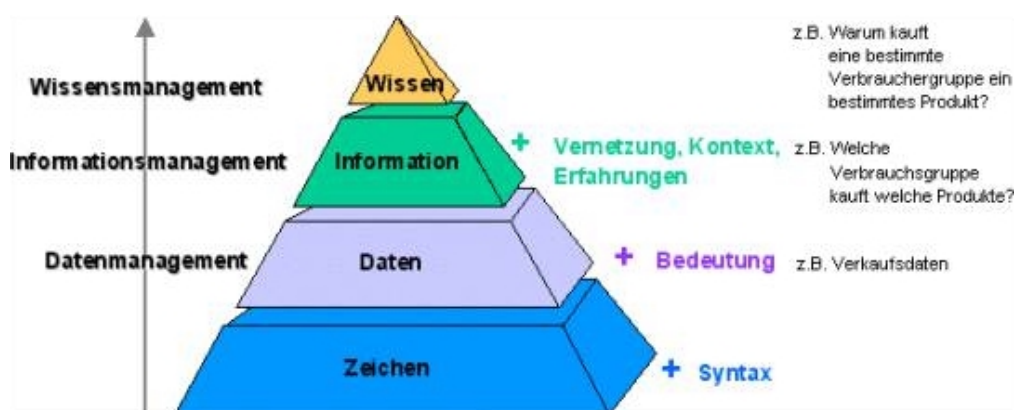 z.B. Warum kauft
eine bestimmte
Verbrauchergruppe ein
bestimmtes Produkt?
Wissensmanagement
Wissen
Informationsmanagement
Information
+ Vernetzung, Kontext,
Erfahrungen
z.B. Welche
Verbrauchsgruppe
kauft welche Produkte?
Datenmanagement
Daten
+ Bedeutung
z.B. Verkaufsdaten
Zeichen
+ Syntax